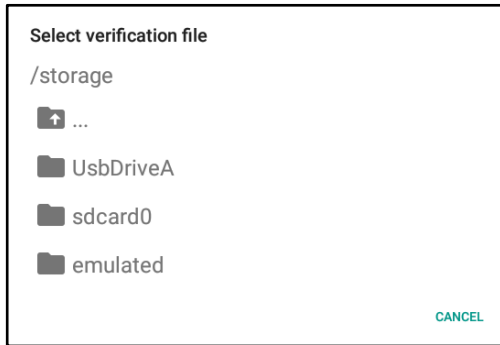 Select verification file
/storage
...
UsbDriveA
sdcard0
emulated
CANCEL